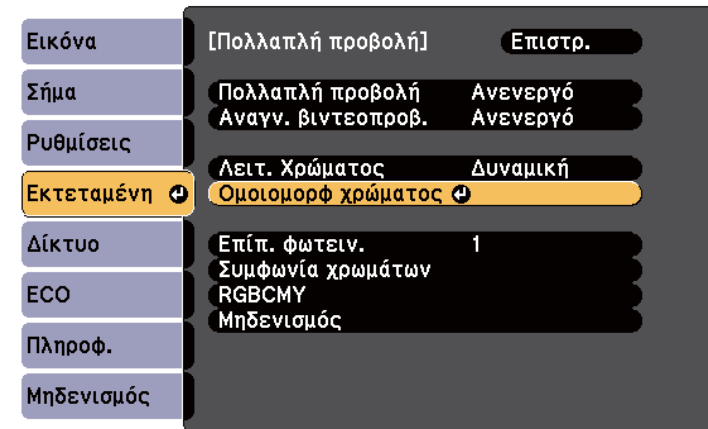 Εικόνα
Σήμα
Ρυθμίσεις
Εκτεταμένη
Δίκτυο
ECO
Πληροφ.
Μηδενισμός
[Πολλαπλή προβολή] Επιστρ.
Πολλαπλή προβολή Ανενεργό
Αναγν. βιντεοπροβ. Ανενεργό
Λειτ. Χρώματος Δυναμική
Ομοιομορφ χρώματος
Επίπ. φωτειν. 1
Συμφωνία χρωμάτων
RGBCMY
Μηδενισμός